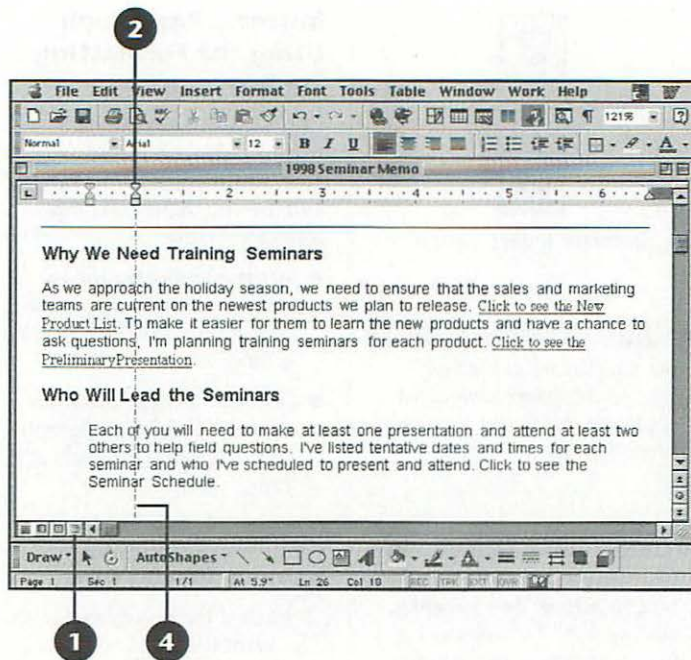 2
File Edit View Insert Format Font Tools Table Window Work Help
121%
Normal Arial 12 B I U A
1998 Seminar Memo
2 3 4 5 6
Why We Need Training Seminars
As we approach the holiday season, we need to ensure that the sales and marketing
teams are current on the newest products we plan to release. Click to see the New
Product List. To make it easier for them to learn the new products and have a chance to
ask questions, I'm planning training seminars for each product. Click to see the
PreliminaryPresentation.
Who Will Lead the Seminars
Each of you will need to make at least one presentation and attend at least two
others to help field questions. I've listed tentative dates and times for each
seminar and who I've scheduled to present and attend. Click to see the
Seminar Schedule.
Draw AutoShapes
Page 1 Sec 1 1/1 At 5.9" Ln 26 Col 10 REC TRK EXT OVR
1 4